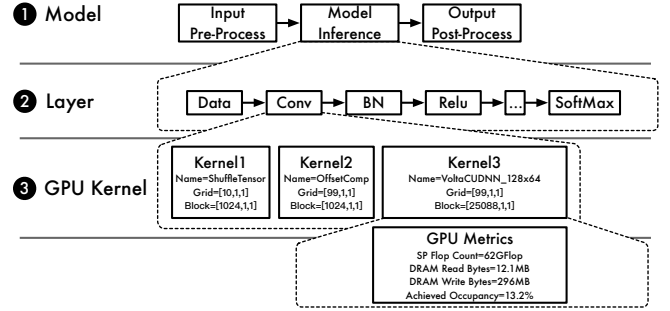 1 Model
Input
Pre-Process
Model
Inference
Output
Post-Process
2 Layer
Data
Conv
BN
Relu
...
SoftMax
3 GPU Kernel
Kernel1
Name=ShuffleTensor
Grid=[10,1,1]
Block=[1024,1,1]
Kernel2
Name=OffsetComp
Grid=[99,1,1]
Block=[1024,1,1]
Kernel3
Name=VoltaCUDNN_128x64
Grid=[99,1,1]
Block=[25088,1,1]
GPU Metrics
SP Flop Count=62GFlop
DRAM Read Bytes=12.1MB
DRAM Write Bytes=296MB
Achieved Occupancy=13.2%